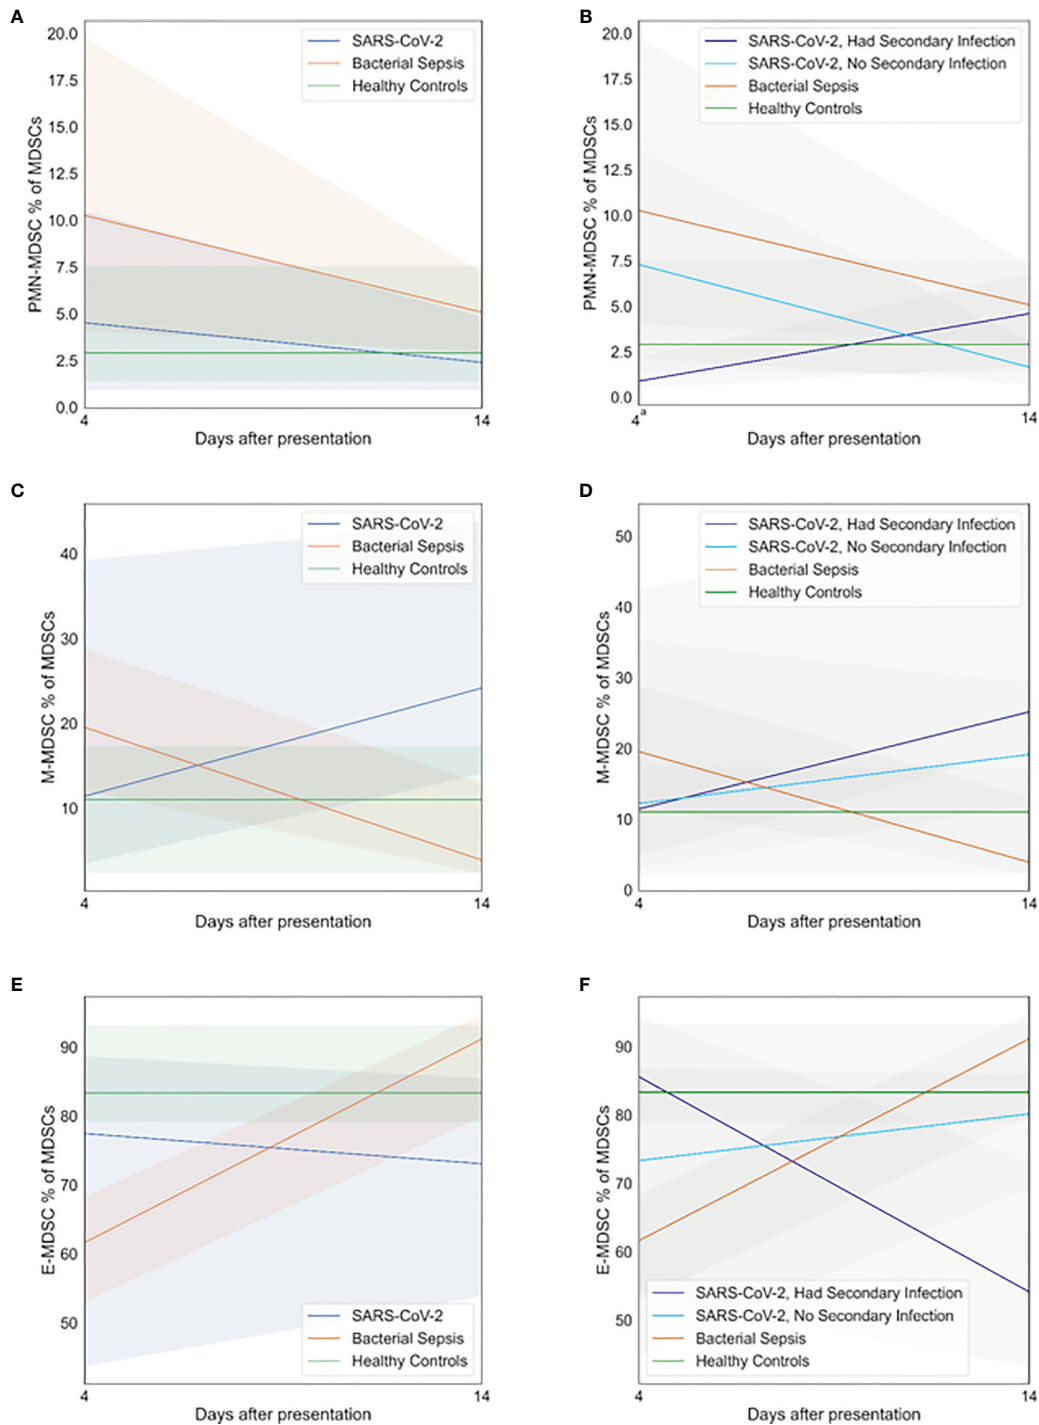 A
20.0
17.5
15.0
12.5
10.0
7.5
5.0
2.5
0.0
PMN-MDSC % of MDSCs
SARS-CoV-2
Bacterial Sepsis
Healthy Controls
4
14
Days after presentation
B
20.0
17.5
15.0
12.5
10.0
7.5
5.0
2.5
0.0
PMN-MDSC % of MDSCs
SARS-CoV-2, Had Secondary Infection
SARS-CoV-2, No Secondary Infection
Bacterial Sepsis
Healthy Controls
4a
14
Days after presentation
C
40
30
20
10
M-MDSC % of MDSCs
SARS-CoV-2
Bacterial Sepsis
Healthy Controls
4
14
Days after presentation
D
50
40
30
20
10
0
M-MDSC % of MDSCs
SARS-CoV-2, Had Secondary Infection
SARS-CoV-2, No Secondary Infection
Bacterial Sepsis
Healthy Controls
4
14
Days after presentation
E
90
80
70
60
50
E-MDSC % of MDSCs
SARS-CoV-2
Bacterial Sepsis
Healthy Controls
4
14
Days after presentation
F
90
80
70
60
50
E-MDSC % of MDSCs
SARS-CoV-2, Had Secondary Infection
SARS-CoV-2, No Secondary Infection
Bacterial Sepsis
Healthy Controls
4
14
Days after presentation